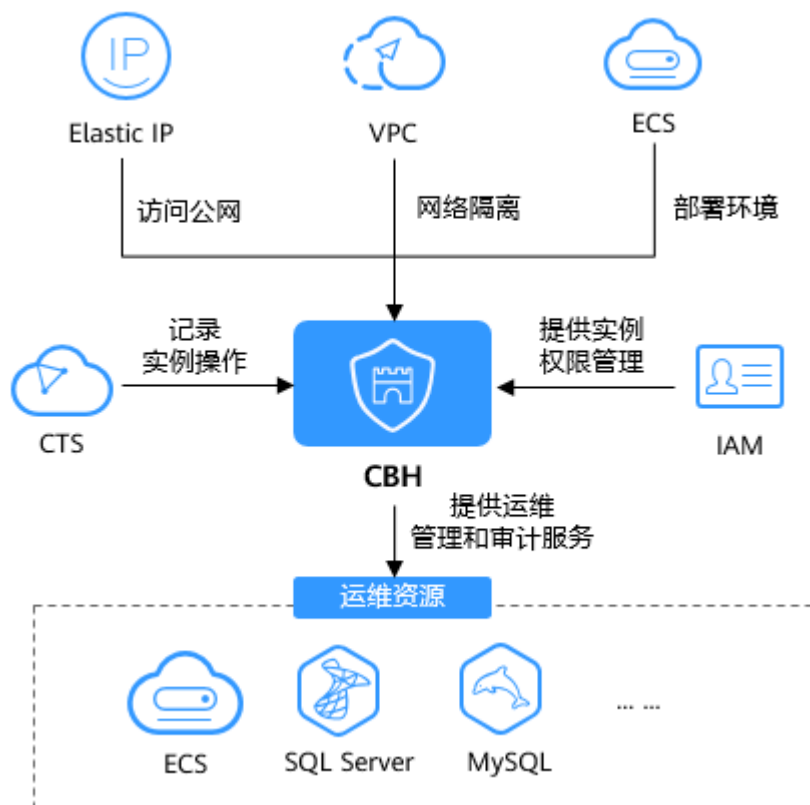 IP
Elastic IP
VPC
ECS
访问公网
网络隔离
部署环境
记录
实例操作
提供实例
权限管理
CTS
IAM
CBH
提供运维
管理和审计服务
运维资源
ECS
SQL Server
MySQL
... ...